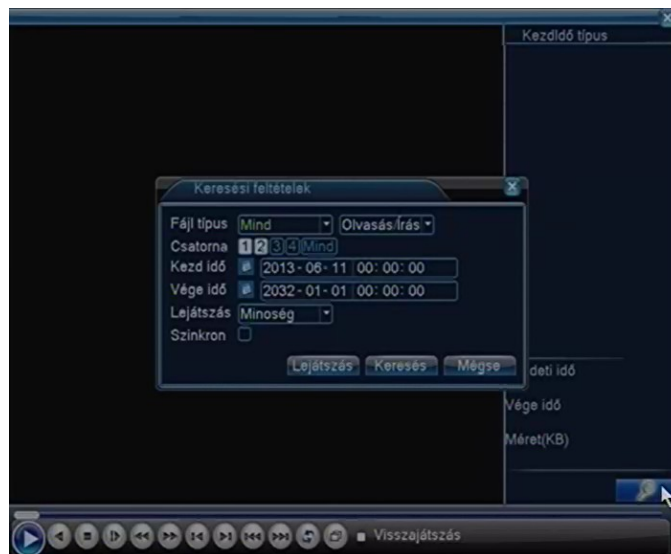 Kezdldő típus
Keresési feltételek
Fájl típus Mind Olvasás/Írás
Csatorna 1 2 3 4 Mind
Kezd idő 2013-06-11 00:00:00
Vége idő 2032-01-01 00:00:00
Lejátszás Minoség
Szinkron
Lejátszás Keresés Mégse
deti idő
Vége idő
Méret(KB)
Visszajátszás